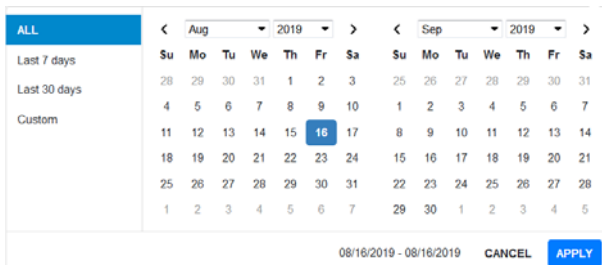 ALL
Last 7 days
Last 30 days
Custom
Aug 2019
Su Mo Tu We Th Fr Sa
28 29 30 31 1 2 3
4 5 6 7 8 9 10
11 12 13 14 15 16 17
18 19 20 21 22 23 24
25 26 27 28 29 30 31
1 2 3 4 5 6 7
Sep 2019
Su Mo Tu We Th Fr Sa
25 26 27 28 29 30 31
1 2 3 4 5 6 7
8 9 10 11 12 13 14
15 16 17 18 19 20 21
22 23 24 25 26 27 28
29 30 1 2 3 4 5
08/16/2019 - 08/16/2019 CANCEL APPLY